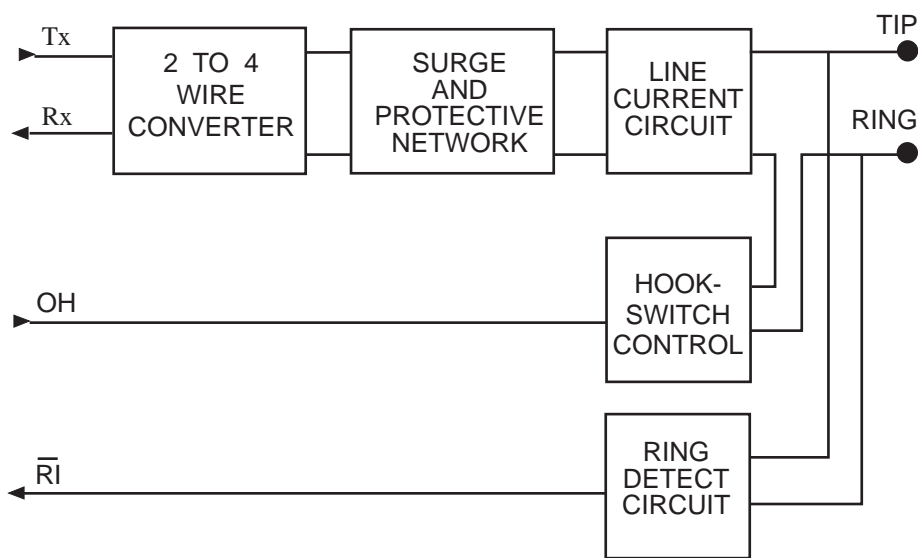 Tx
Rx
2 TO 4
WIRE
CONVERTER
SURGE
AND
PROTECTIVE
NETWORK
LINE
CURRENT
CIRCUIT
TIP
RING
OH
HOOK-
SWITCH
CONTROL
R̅I̅
RING
DETECT
CIRCUIT